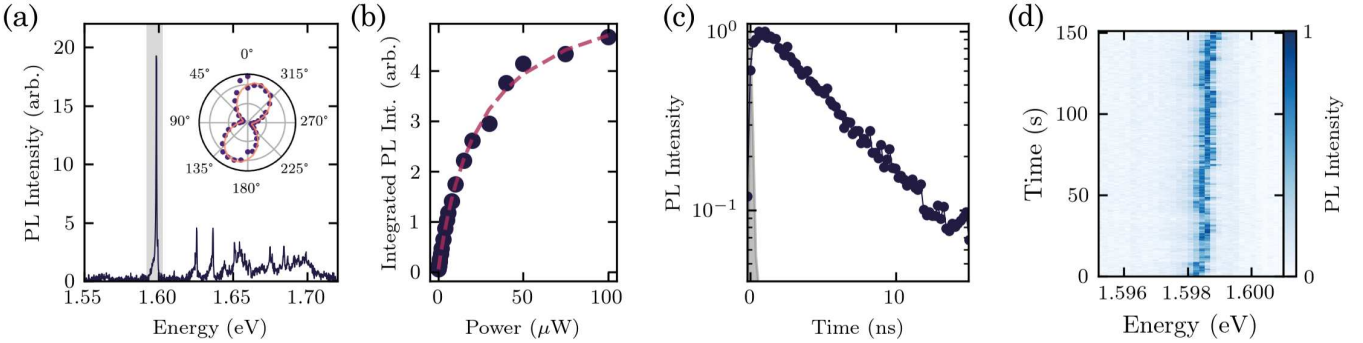 (a)
PL Intensity (arb.)
20
15
10
5
0
1.55
1.60
1.65
1.70
Energy (eV)
0°
45°
315°
90°
270°
135°
225°
180°
(b)
Integrated PL Int. (arb.)
4
3
2
1
0
0
50
100
Power (μW)
(c)
PL Intensity
10⁰
10⁻¹
0
10
Time (ns)
(d)
Time (s)
150
100
50
0
1.596
1.598
1.600
Energy (eV)
1
0
PL Intensity